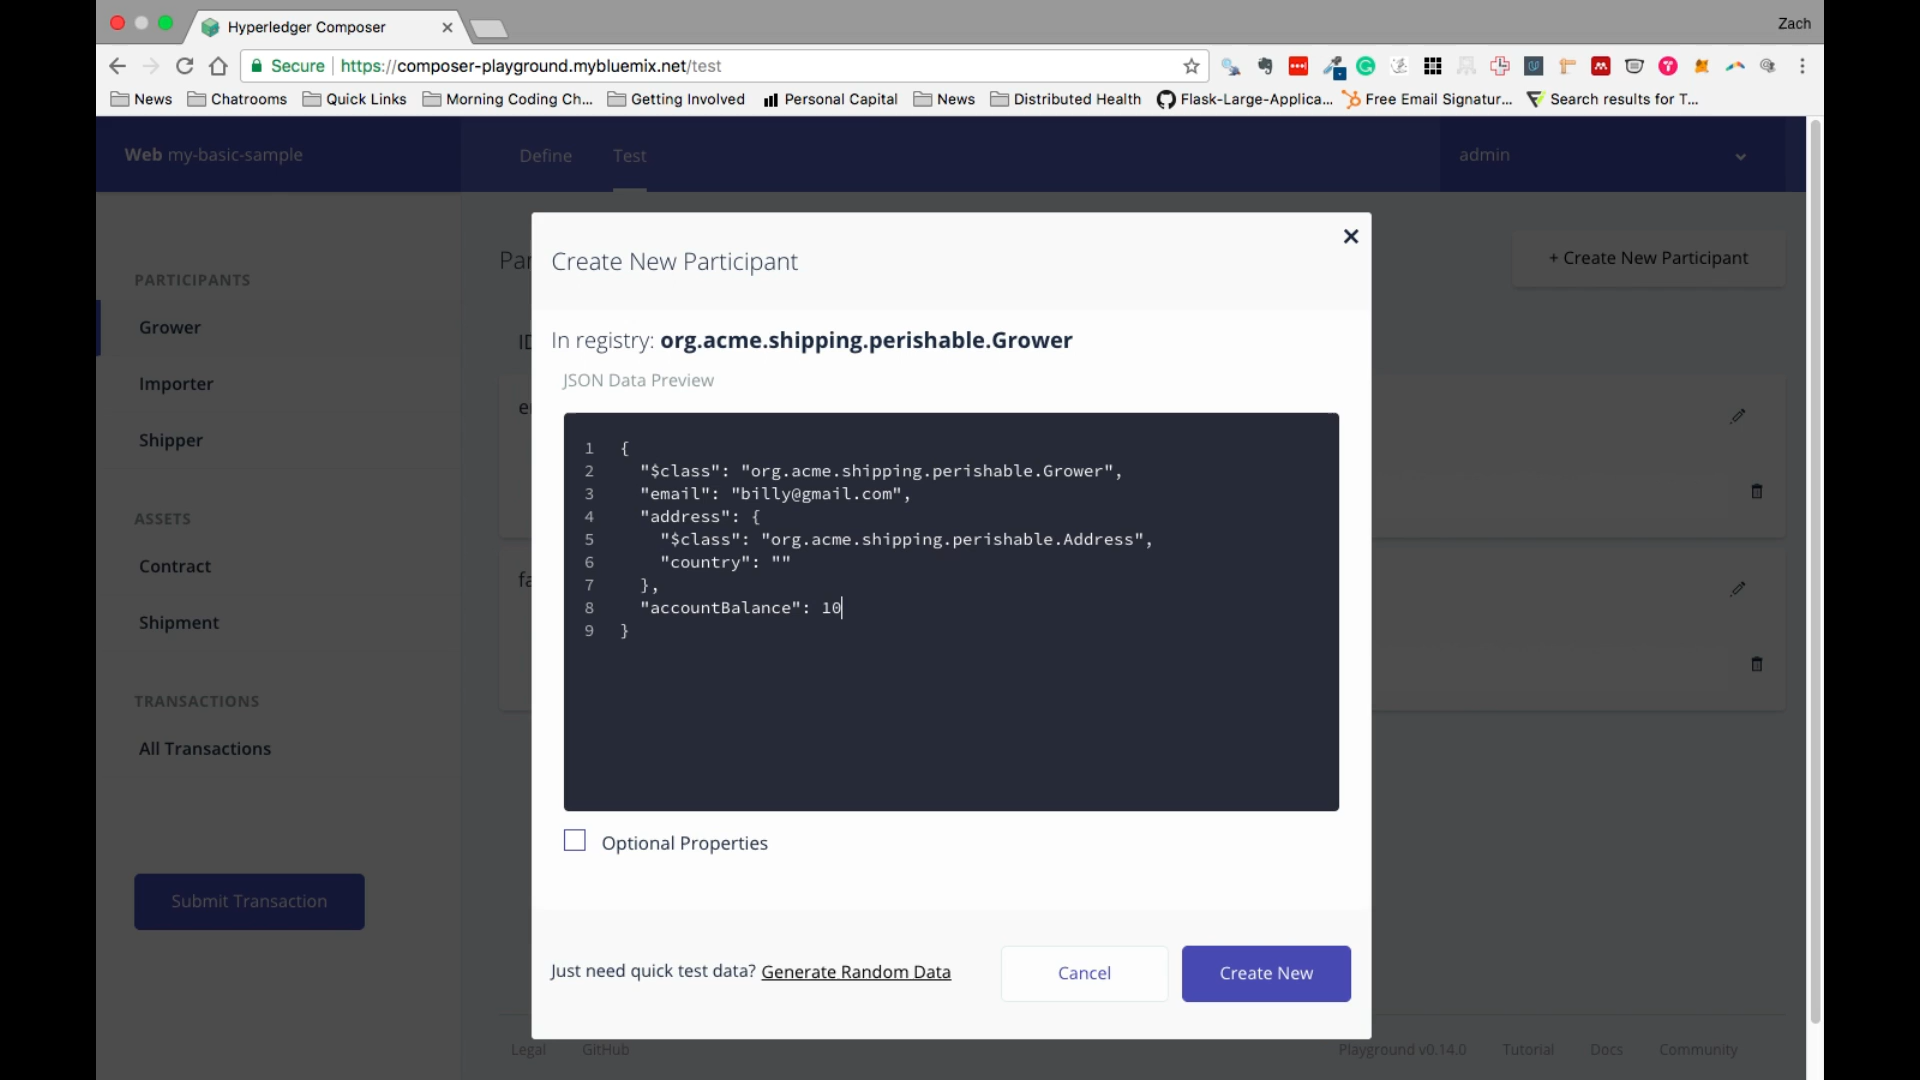 Hyperledger Composer
Zach
Secure https://composer-playground.mybluemix.net/test
News Chatrooms Quick Links Morning Coding Ch... Getting Involved Personal Capital News Distributed Health Flask-Large-Applica... Free Email Signatur... Search results for T...
Web my-basic-sample Define Test admin
PARTICIPANTS
Grower
Importer
Shipper
ASSETS
Contract
Shipment
TRANSACTIONS
All Transactions
Submit Transaction
+ Create New Participant
Create New Participant
In registry: org.acme.shipping.perishable.Grower
JSON Data Preview
1 {
2 "$class": "org.acme.shipping.perishable.Grower",
3 "email": "billy@gmail.com",
4 "address": {
5 "$class": "org.acme.shipping.perishable.Address",
6 "country": ""
7 },
8 "accountBalance": 10
9 }
Optional Properties
Just need quick test data? Generate Random Data
Cancel
Create New
Legal GitHub Playground v0.14.0 Tutorial Docs Community